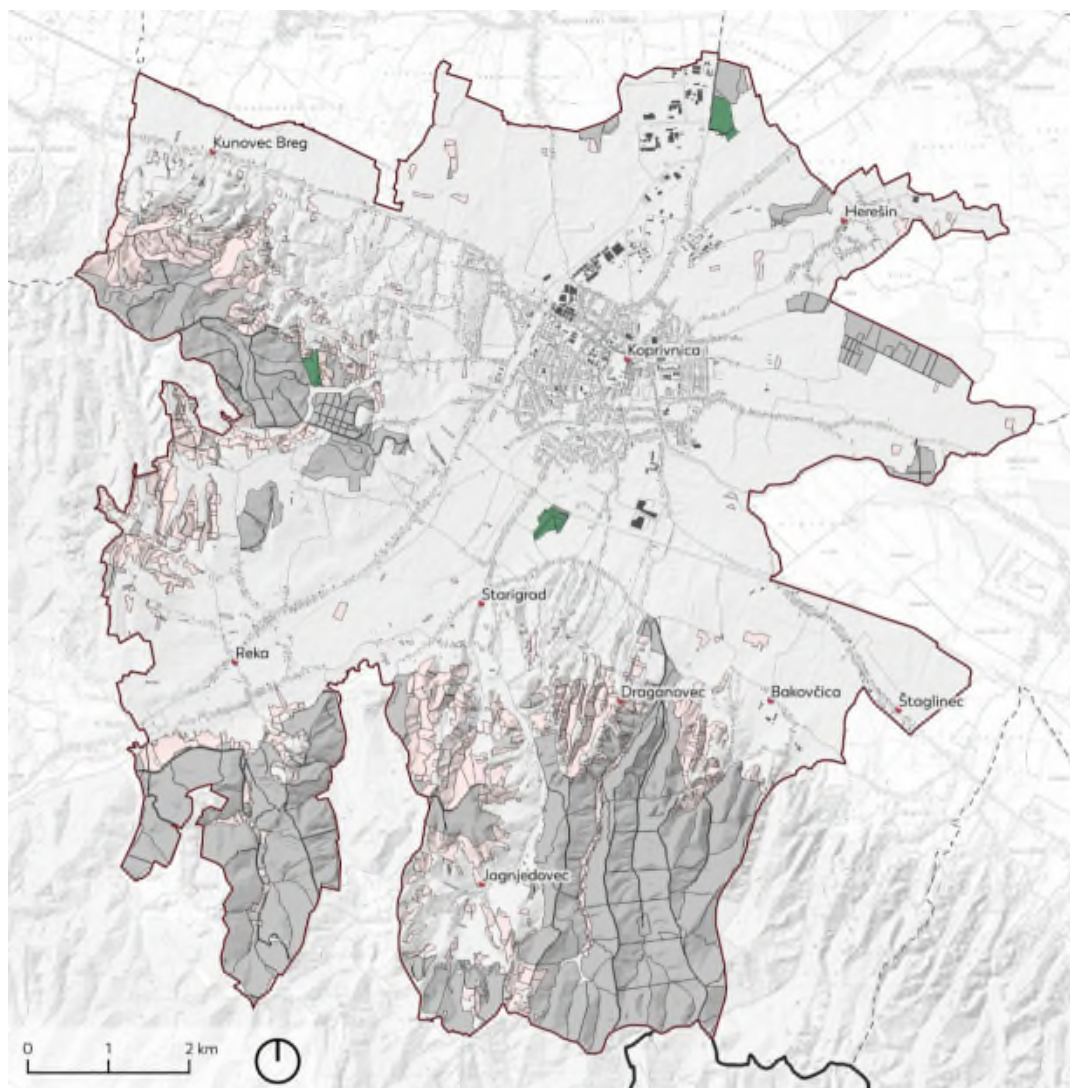 Kunovec Breg
Herešin
Koprivnica
Starigrad
Reka
Draganovec
Bakovčica
Štaglinec
Jagnjedovec
0 1 2 km